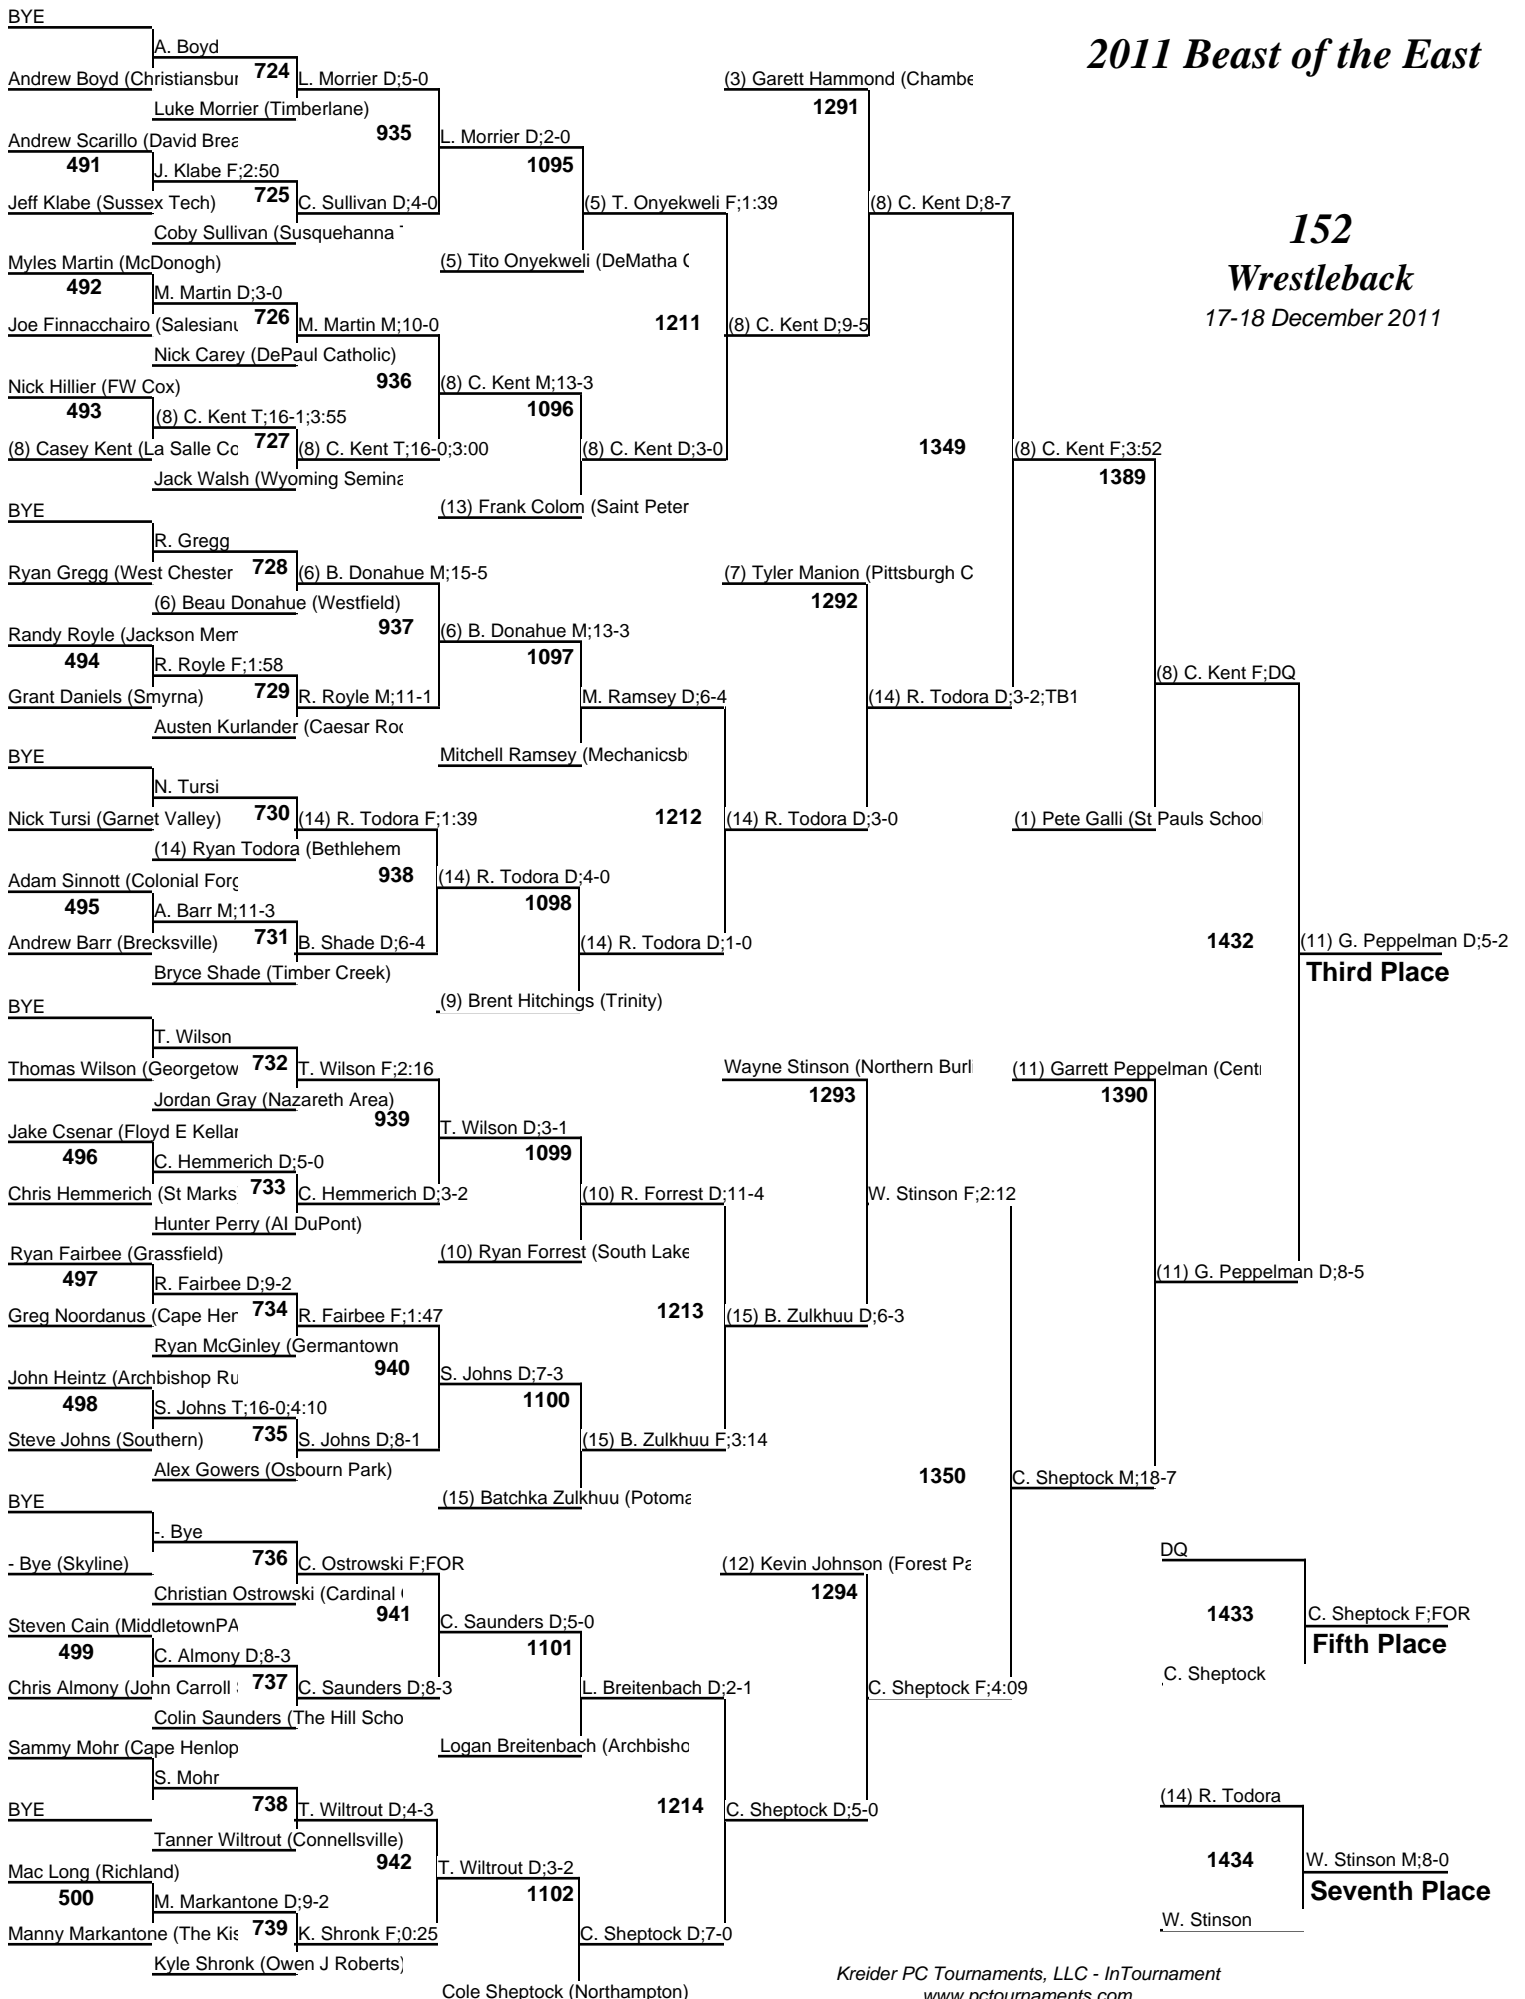 2011 Beast of the East
152
Wrestleback
17-18 December 2011
BYE
A. Boyd
Andrew Boyd (Christiansbur
724
L. Morrier D;5-0
Luke Morrier (Timberlane)
935
L. Morrier D;2-0
Andrew Scarillo (David Brea
491
J. Klabe F;2:50
Jeff Klabe (Sussex Tech)
725
C. Sullivan D;4-0
Coby Sullivan (Susquehanna
1095
(5) T. Onyekweli F;1:39
(5) Tito Onyekweli (DeMatha
Myles Martin (McDonogh)
492
M. Martin D;3-0
Joe Finnacchairo (Salesian
726
M. Martin M;10-0
Nick Carey (DePaul Catholic)
936
(8) C. Kent M;13-3
Nick Hillier (FW Cox)
493
(8) C. Kent T;16-1;3:55
(8) Casey Kent (La Salle Co
727
(8) C. Kent T;16-0;3:00
Jack Walsh (Wyoming Semina
1096
(8) C. Kent D;3-0
(13) Frank Colom (Saint Peter
1211
(8) C. Kent D;9-5
(3) Garett Hammond (Chambe
1291
(8) C. Kent D;8-7
BYE
R. Gregg
Ryan Gregg (West Chester
728
(6) B. Donahue M;15-5
(6) Beau Donahue (Westfield)
937
(6) B. Donahue M;13-3
Randy Royle (Jackson Mem
494
R. Royle F;1:58
Grant Daniels (Smyrna)
729
R. Royle M;11-1
Austen Kurlander (Caesar Rod
1097
M. Ramsey D;6-4
Mitchell Ramsey (Mechanicsb
BYE
N. Tursi
Nick Tursi (Garnet Valley)
730
(14) R. Todora F;1:39
(14) Ryan Todora (Bethlehem
938
(14) R. Todora D;4-0
Adam Sinnott (Colonial Forg
495
A. Barr M;11-3
Andrew Barr (Brecksville)
731
B. Shade D;6-4
Bryce Shade (Timber Creek)
1098
(14) R. Todora D;1-0
(9) Brent Hitchings (Trinity)
1212
(14) R. Todora D;3-0
(7) Tyler Manion (Pittsburgh C
1292
(14) R. Todora D;3-2;TB1
1349
(8) C. Kent F;3:52
1389
(8) C. Kent F;DQ
(1) Pete Galli (St Pauls School
BYE
T. Wilson
Thomas Wilson (Georgetow
732
T. Wilson F;2:16
Jordan Gray (Nazareth Area)
939
T. Wilson D;3-1
Jake Csenar (Floyd E Kellar
496
C. Hemmerich D;5-0
Chris Hemmerich (St Marks
733
C. Hemmerich D;3-2
Hunter Perry (AI DuPont)
1099
(10) R. Forrest D;11-4
(10) Ryan Forrest (South Lake
Ryan Fairbee (Grassfield)
497
R. Fairbee D;9-2
Greg Noordanus (Cape Hen
734
R. Fairbee F;1:47
Ryan McGinley (Germantown
940
S. Johns D;7-3
John Heintz (Archbishop Ru
498
S. Johns T;16-0;4:10
Steve Johns (Southern)
735
S. Johns D;8-1
Alex Gowers (Osbourn Park)
1100
(15) B. Zulkhuu F;3:14
(15) Batchka Zulkhuu (Potoma
1213
(15) B. Zulkhuu D;6-3
Wayne Stinson (Northern Burl
1293
W. Stinson F;2:12
BYE
-. Bye
- Bye (Skyline)
736
C. Ostrowski F;FOR
Christian Ostrowski (Cardinal
941
C. Saunders D;5-0
Steven Cain (MiddletownPA
499
C. Almony D;8-3
Chris Almony (John Carroll
737
C. Saunders D;8-3
Colin Saunders (The Hill Scho
1101
L. Breitenbach D;2-1
Logan Breitenbach (Archbisho
Sammy Mohr (Cape Henlop
S. Mohr
BYE
738
T. Wiltrout D;4-3
Tanner Wiltrout (Connellsville)
942
T. Wiltrout D;3-2
Mac Long (Richland)
500
M. Markantone D;9-2
Manny Markantone (The Kis
739
K. Shronk F;0:25
Kyle Shronk (Owen J Roberts)
1102
C. Sheptock D;7-0
Cole Sheptock (Northampton)
1214
C. Sheptock D;5-0
(12) Kevin Johnson (Forest Pa
1294
C. Sheptock F;4:09
1350
C. Sheptock M;18-7
(11) Garrett Peppelman (Centr
1390
(11) G. Peppelman D;8-5
1432
(11) G. Peppelman D;5-2
Third Place
DQ
1433
C. Sheptock F;FOR
Fifth Place
C. Sheptock
(14) R. Todora
1434
W. Stinson M;8-0
Seventh Place
W. Stinson
Kreider PC Tournaments, LLC - InTournament
www.pctournaments.com